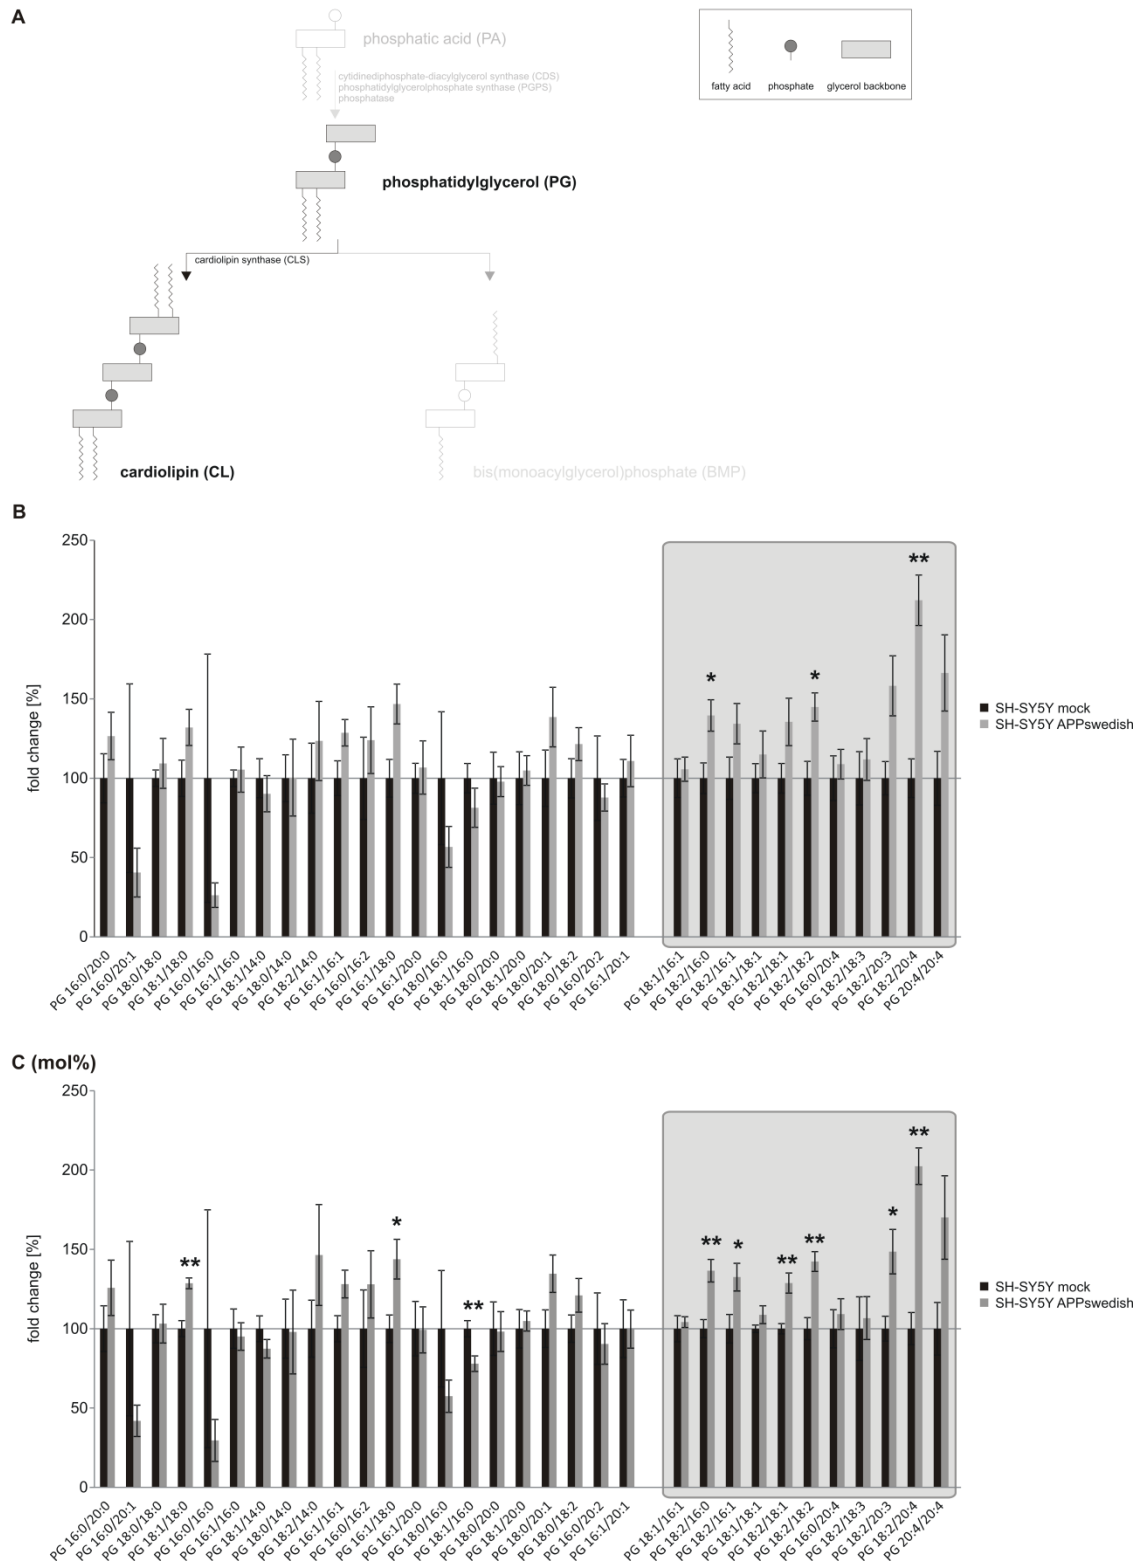 A
phosphatic acid (PA)
cytidinediphosphate-diacylglycerol synthase (CDS)
phosphatidylglycerolphosphate synthase (PGPS)
phosphatase
fatty acid phosphate glycerol backbone
phosphatidylglycerol (PG)
cardiolipin synthase (CLS)
cardiolipin (CL)
bis(monoacylglycerol)phosphate (BMP)
B
fold change [%]
250
200
150
100
50
0
* * **
SH-SY5Y mock
SH-SY5Y APPswedish
PG 16:0/20:0
PG 16:0/20:1
PG 18:0/18:0
PG 18:1/18:0
PG 16:0/16:0
PG 16:1/16:0
PG 18:1/14:0
PG 18:0/14:0
PG 18:2/14:0
PG 16:1/16:1
PG 16:0/16:2
PG 16:1/18:0
PG 16:1/20:0
PG 18:0/16:0
PG 18:1/16:0
PG 18:0/20:0
PG 18:1/20:0
PG 18:0/20:1
PG 18:0/18:2
PG 16:0/20:2
PG 16:1/20:1
PG 18:1/16:1
PG 18:2/16:0
PG 18:2/16:1
PG 18:1/18:1
PG 18:2/18:1
PG 18:2/18:2
PG 16:0/20:4
PG 18:2/18:3
PG 18:2/20:3
PG 18:2/20:4
PG 20:4/20:4
C (mol%)
fold change [%]
250
200
150
100
50
0
** * ** ** * ** ** * **
SH-SY5Y mock
SH-SY5Y APPswedish
PG 16:0/20:0
PG 16:0/20:1
PG 18:0/18:0
PG 18:1/18:0
PG 16:0/16:0
PG 16:1/16:0
PG 18:1/14:0
PG 18:0/14:0
PG 18:2/14:0
PG 16:1/16:1
PG 16:0/16:2
PG 16:1/18:0
PG 16:1/20:0
PG 18:0/16:0
PG 18:1/16:0
PG 18:0/20:0
PG 18:1/20:0
PG 18:0/20:1
PG 18:0/18:2
PG 16:0/20:2
PG 16:1/20:1
PG 18:1/16:1
PG 18:2/16:0
PG 18:2/16:1
PG 18:1/18:1
PG 18:2/18:1
PG 18:2/18:2
PG 16:0/20:4
PG 18:2/18:3
PG 18:2/20:3
PG 18:2/20:4
PG 20:4/20:4